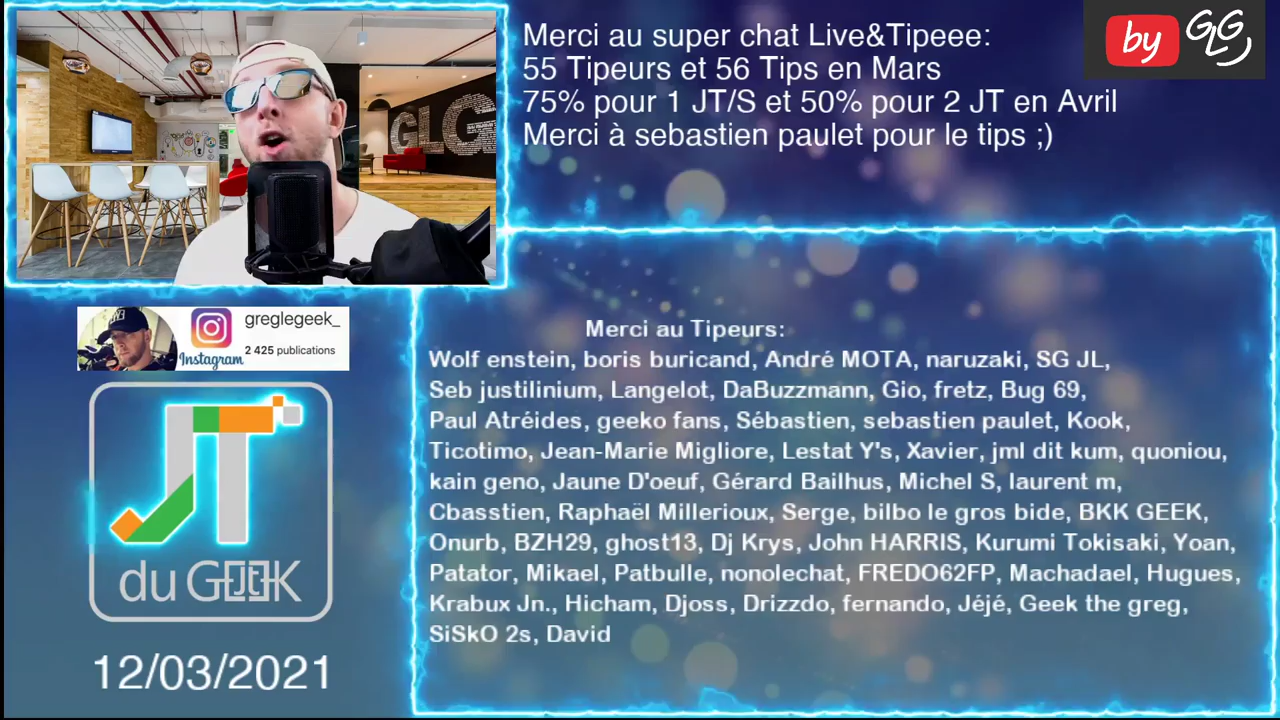 Merci au super chat Live&Tipeee:
55 Tipeurs et 56 Tips en Mars
75% pour 1 JT/S et 50% pour 2 JT en Avril
Merci à sebastien paulet pour le tips ;)
by GLG
GLG
greglegeek_
Instagram
2 425 publications
JT
du GEEK
12/03/2021
Merci au Tipeurs:
Wolf enstein, boris buricand, André MOTA, naruzaki, SG JL,
Seb justilinium, Langelot, DaBuzzmann, Gio, fretz, Bug 69,
Paul Atréides, geeko fans, Sébastien, sebastien paulet, Kook,
Ticotimo, Jean-Marie Migliore, Lestat Y's, Xavier, jml dit kum, quoniou,
kain geno, Jaune D'oeuf, Gérard Bailhus, Michel S, laurent m,
Cbasstien, Raphaël Millerioux, Serge, bilbo le gros bide, BKK GEEK,
Onurb, BZH29, ghost13, Dj Krys, John HARRIS, Kurumi Tokisaki, Yoan,
Patator, Mikael, Patbulle, nonolechat, FREDO62FP, Machadael, Hugues,
Krabux Jn., Hicham, Djoss, Drizzdo, fernando, Jéjé, Geek the greg,
SiSkO 2s, David